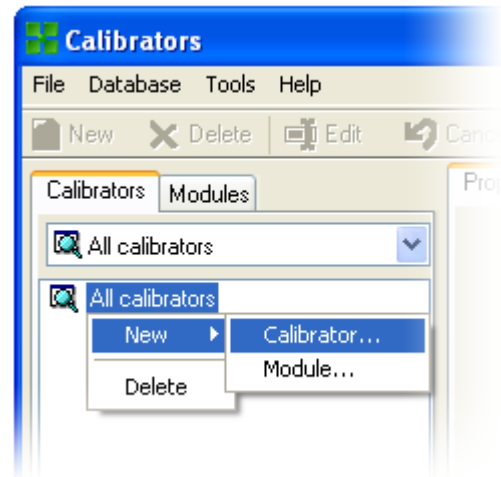 Calibrators
File Database Tools Help
New Delete Edit
Calibrators Modules
All calibrators
All calibrators
New Calibrator...
Module...
Delete